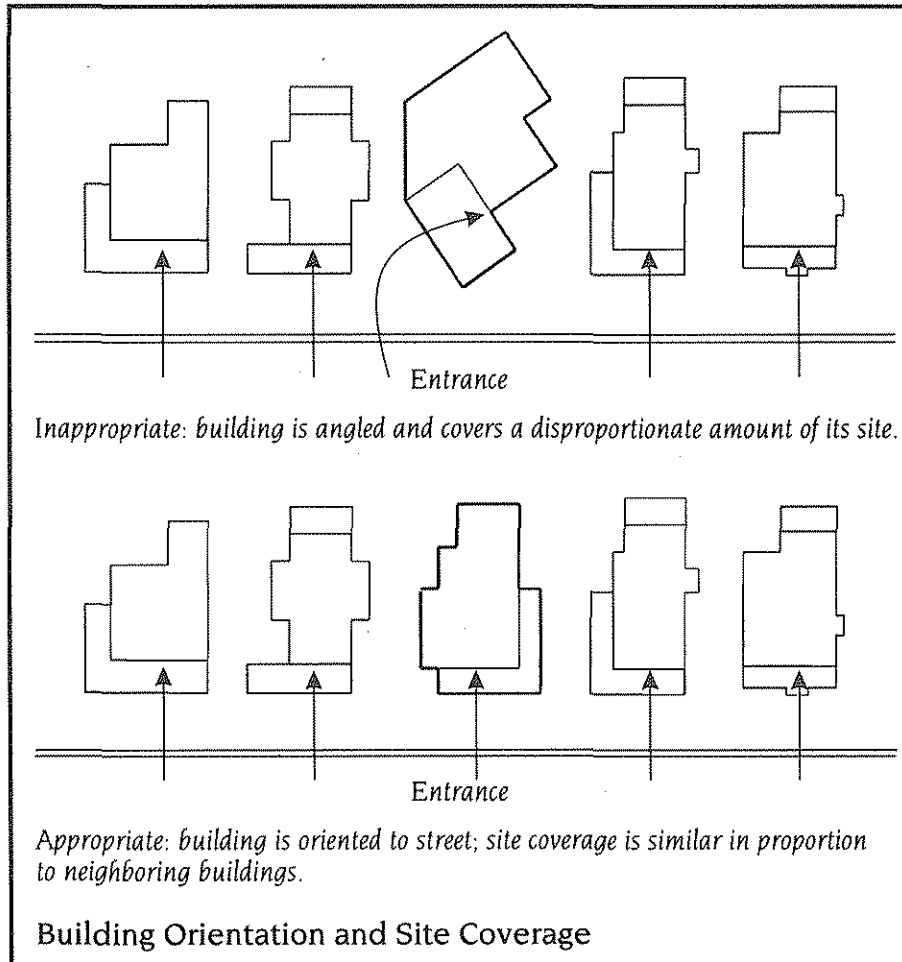 Entrance
Inappropriate: building is angled and covers a disproportionate amount of its site.
Entrance
Appropriate: building is oriented to street; site coverage is similar in proportion
to neighboring buildings.
Building Orientation and Site Coverage